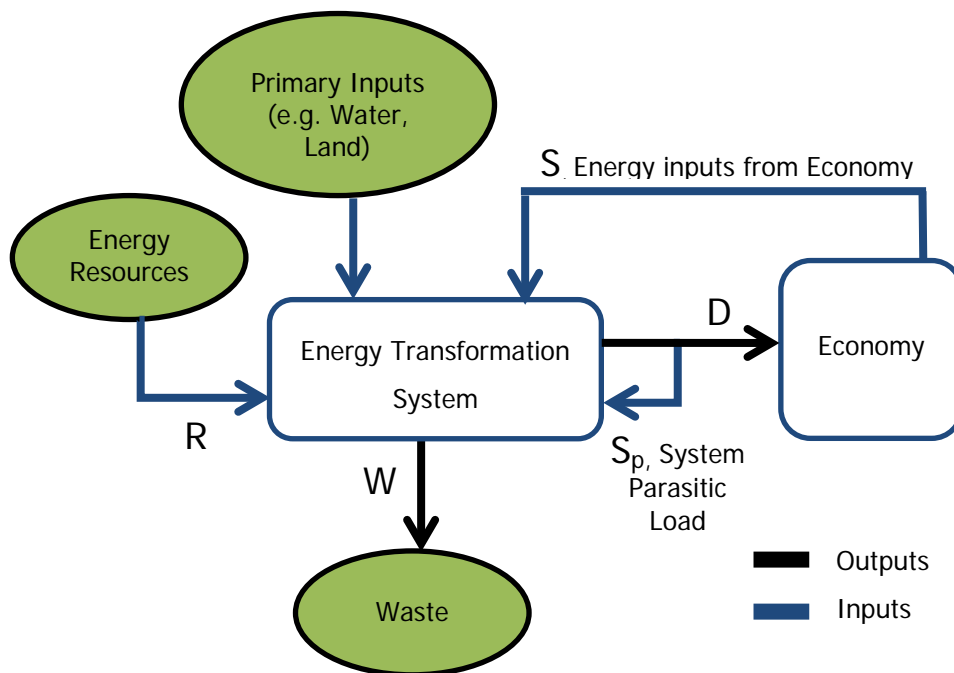 Primary Inputs
(e.g. Water,
Land)
S, Energy inputs from Economy
Energy
Resources
D
Energy Transformation
System
Economy
R
Sp, System
Parasitic
Load
W
Outputs
Waste
Inputs